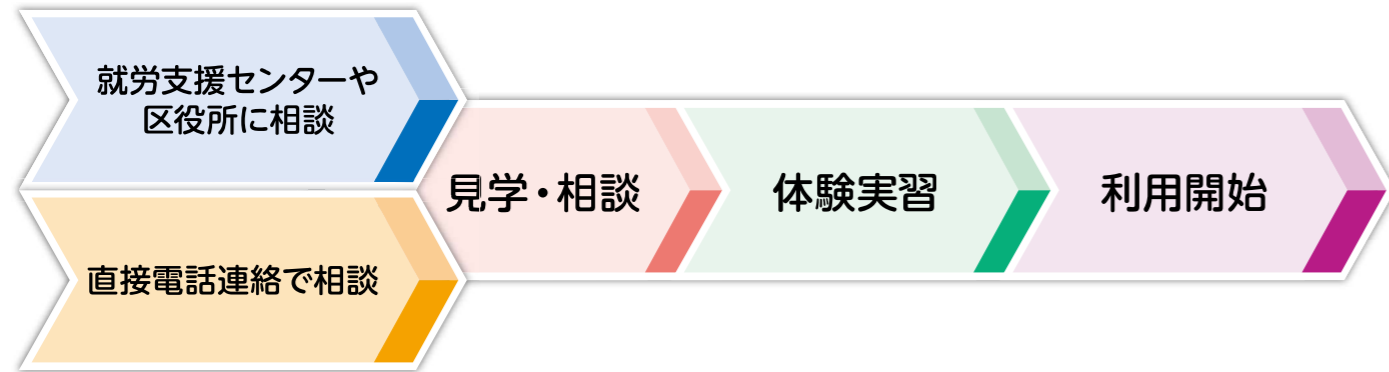 就労支援センターや
区役所に相談
直接電話連絡で相談
見学・相談
体験実習
利用開始